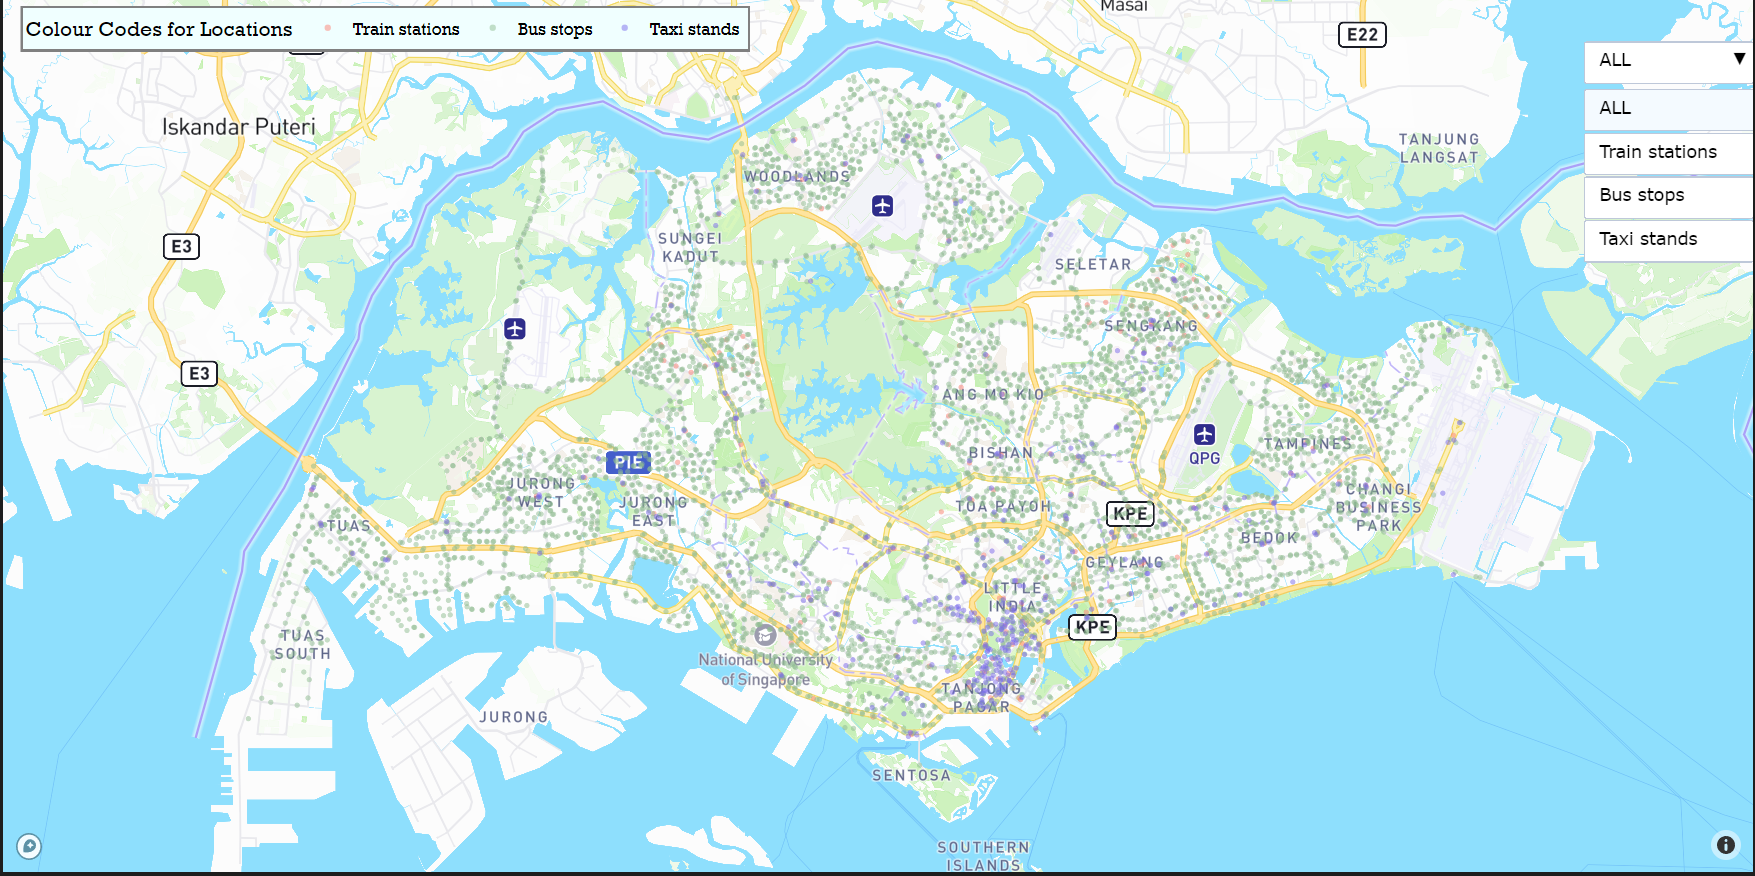 Masai
Colour Codes for Locations Train stations Bus stops Taxi stands
E22
ALL ▼
ALL
Train stations
Bus stops
Taxi stands
Iskandar Puteri
TANJUNG
LANGSAT
WOODLANDS
E3
SUNGEI
KADUT
SELETAR
SENGKANG
E3
ANG MO KIO
TAMPINES
BISHAN
QPG
PIE
JURONG
WEST
JURONG
EAST
CHANGI
BUSINESS
PARK
TOA PAYOH
KPE
TUAS
BEDOK
GEYLANG
LITTLE
INDIA
KPE
TUAS
SOUTH
National University
of Singapore
TANJONG
PAGAR
JURONG
SENTOSA
SOUTHERN
ISLANDS